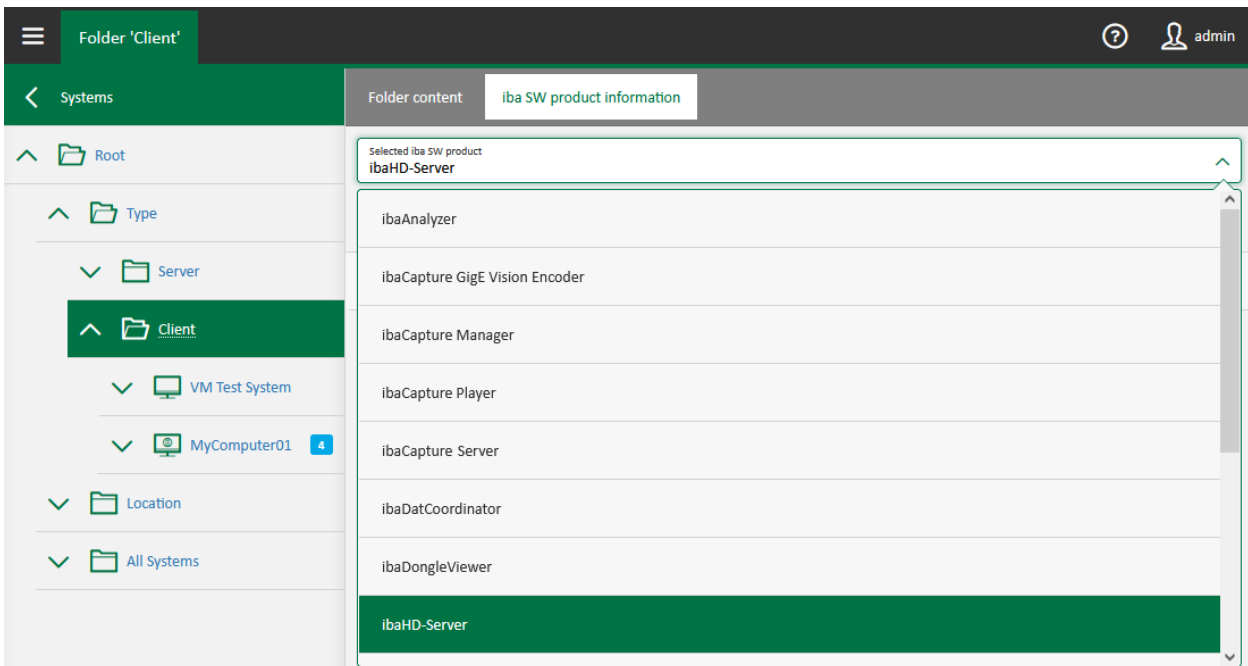 Folder 'Client'
admin
Systems
Folder content
iba SW product information
Root
Type
Server
Client
VM Test System
MyComputer01
4
Location
All Systems
Selected iba SW product
ibaHD-Server
ibaAnalyzer
ibaCapture GigE Vision Encoder
ibaCapture Manager
ibaCapture Player
ibaCapture Server
ibaDatCoordinator
ibaDongleViewer
ibaHD-Server